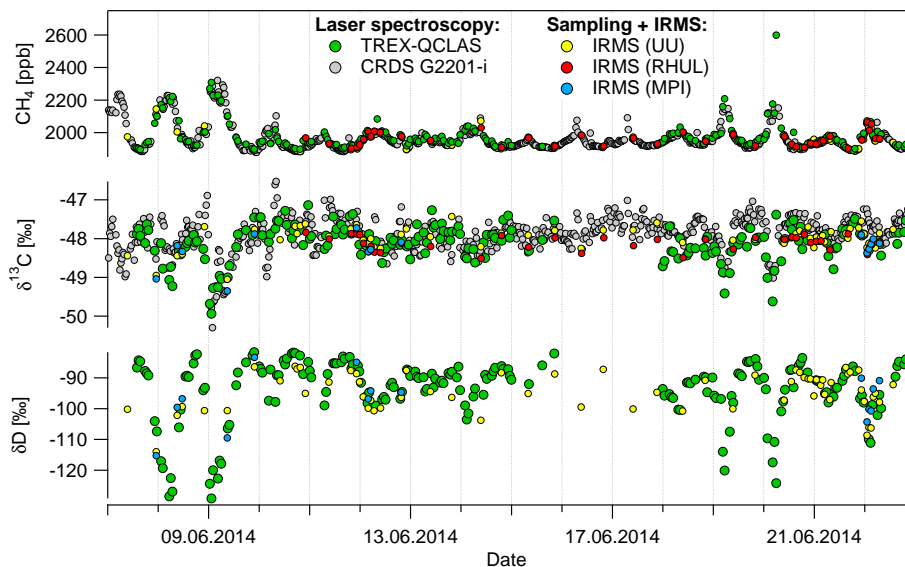 Laser spectroscopy:
TREX-QCLAS
CRDS G2201-i
Sampling + IRMS:
IRMS (UU)
IRMS (RHUL)
IRMS (MPI)
CH4 [ppb]
2600
2400
2200
2000
δ13C [‰]
-47
-48
-49
-50
δD [‰]
-90
-100
-110
-120
09.06.2014
13.06.2014
17.06.2014
21.06.2014
Date